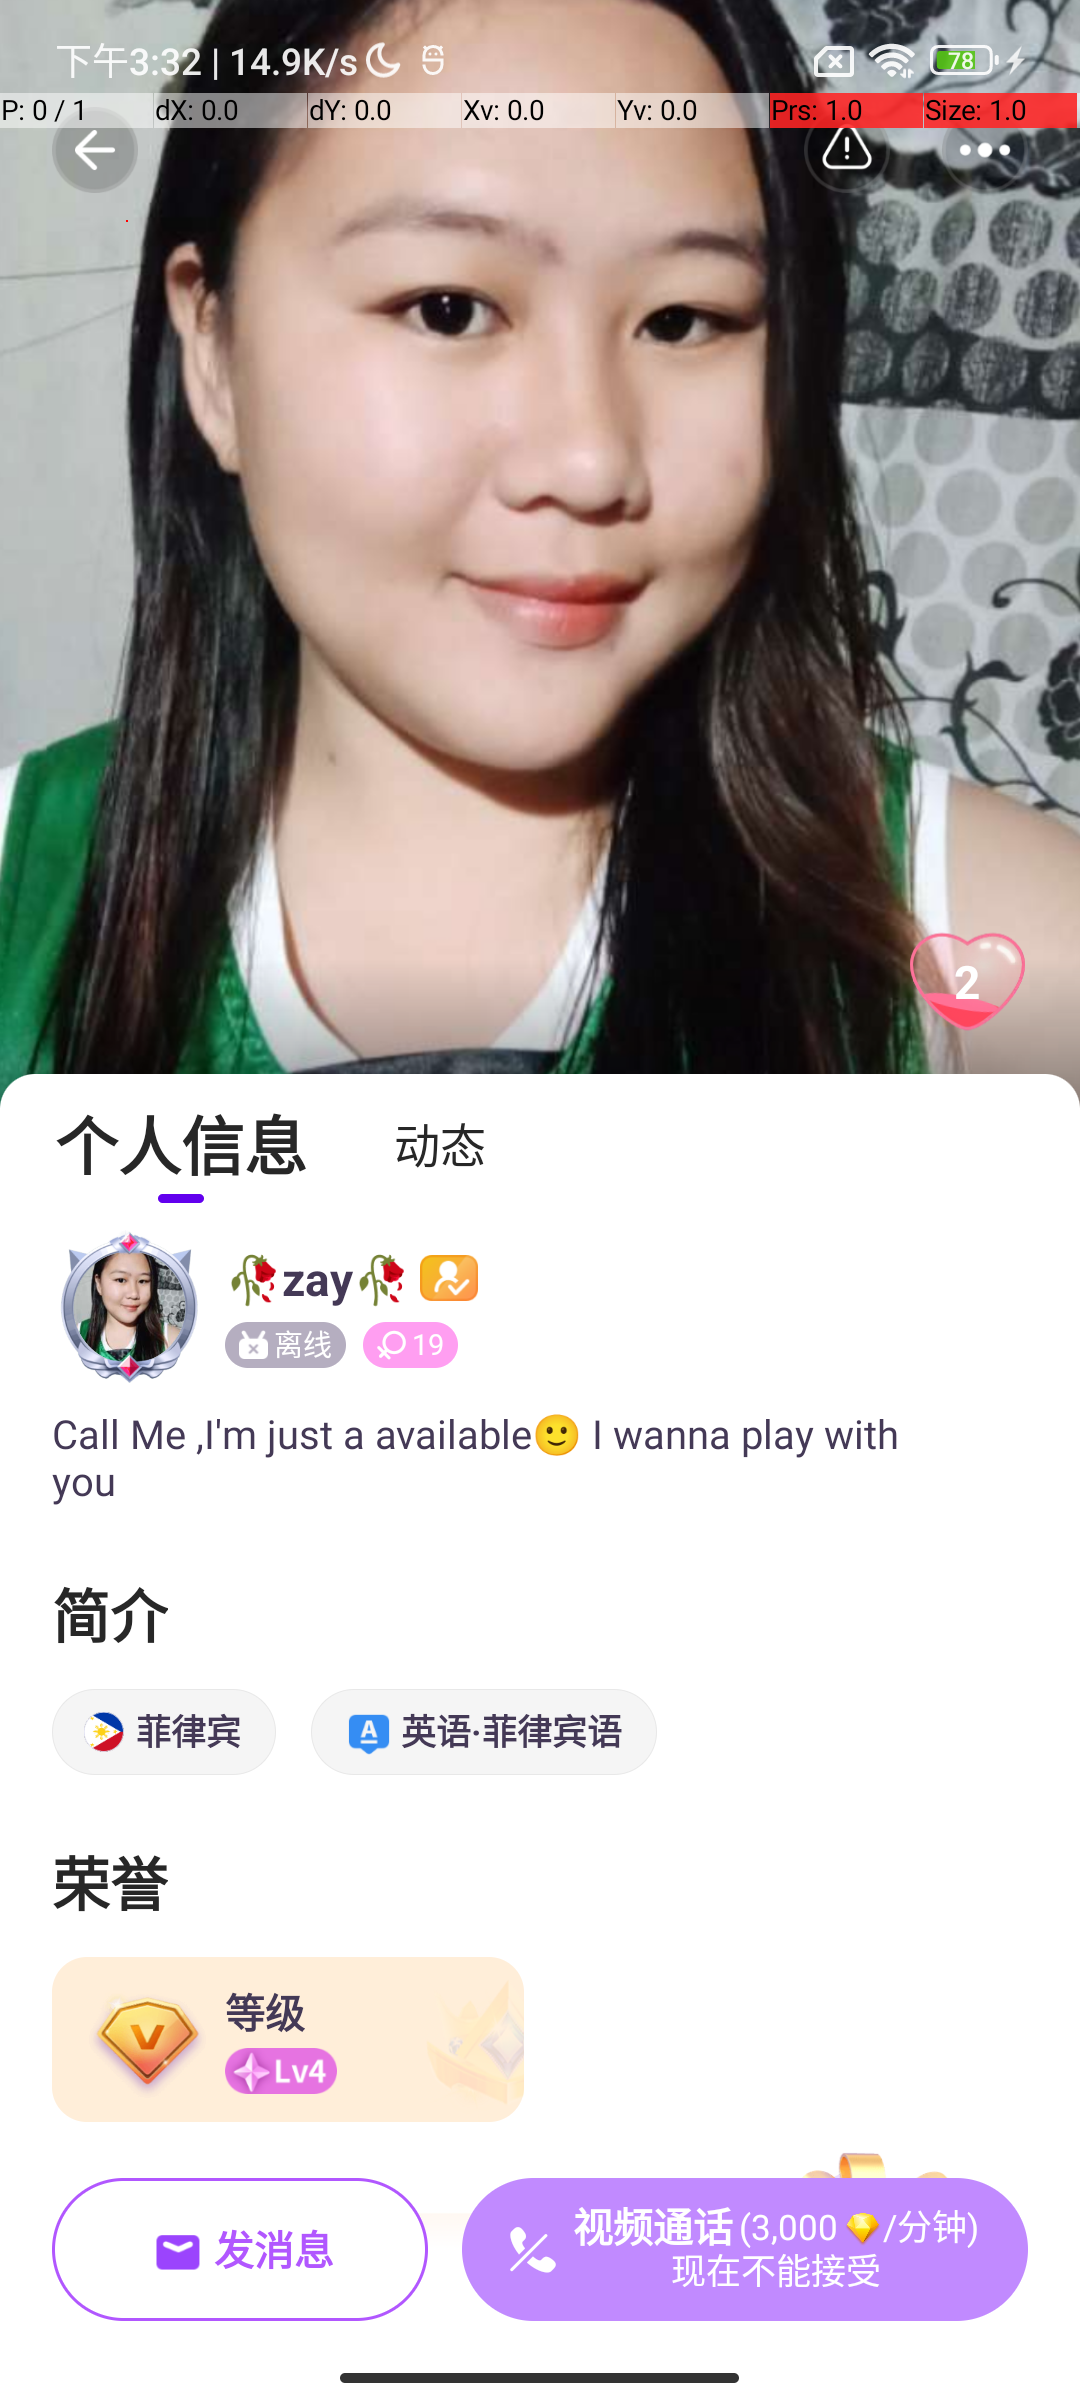 下午3:32 | 14.9K/s
78
P: 0 / 1
dX: 0.0
dY: 0.0
Xv: 0.0
Yv: 0.0
Prs: 1.0
Size: 1.0
2
个人信息
动态
🥀zay🥀
离线
19
Call Me ,I'm just a available🙂 I wanna play with
you
简介
菲律宾
A
英语·菲律宾语
荣誉
V
等级
Lv4
发消息
视频通话(3,000 /分钟)
现在不能接受